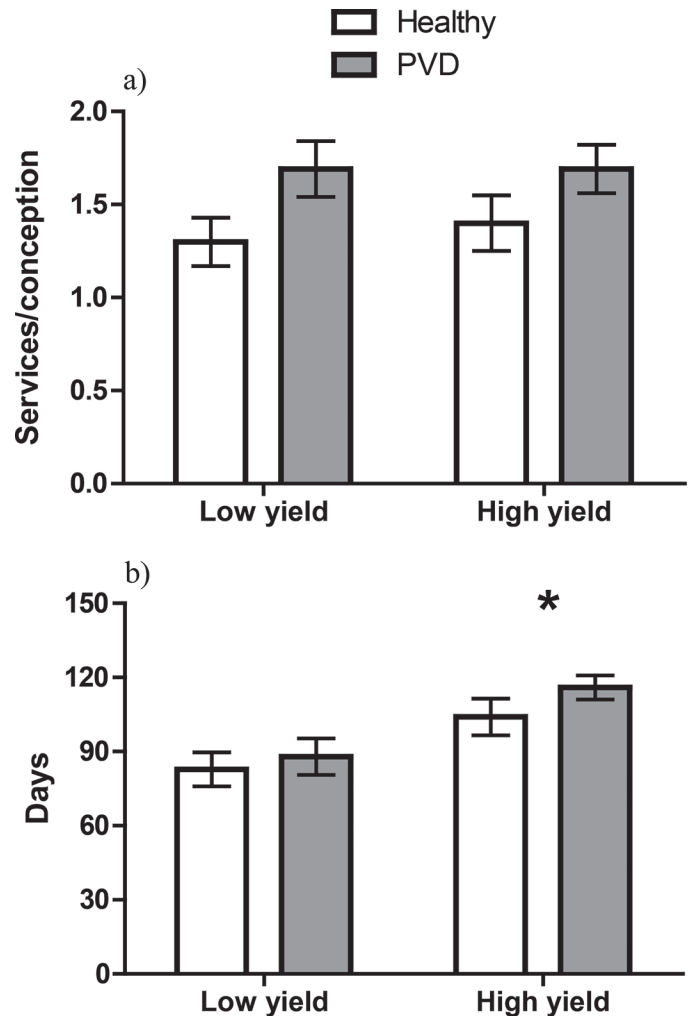 Healthy
PVD
a)
Services/conception
2.0
1.5
1.0
0.5
0.0
Low yield High yield
b)
*
Days
150
120
90
60
30
0
Low yield High yield